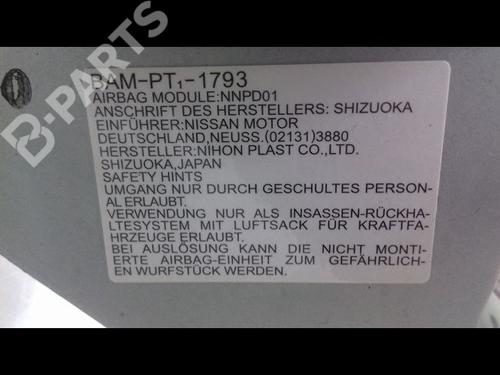 B-PARTS
BAM-PT₁-1793
AIRBAG MODULE:NNPD01
ANSCHRIFT DES HERSTELLERS: SHIZUOKA
EINFÜHRER:NISSAN MOTOR
DEUTSCHLAND,NEUSS.(02131)3880
HERSTELLER:NIHON PLAST CO.,LTD.
SHIZUOKA,JAPAN
SAFETY HINTS
UMGANG NUR DURCH GESCHULTES PERSON-
AL ERLAUBT.
VERWENDUNG NUR ALS INSASSEN-RÜCKHA-
LTESYSTEM MIT LUFTSACK FÜR KRAFTFA-
HRZEUGE ERLAUBT.
BEI AUSLÖSUNG KANN DIE NICHT MONTI-
ERTE AIRBAG-EINHEIT ZUM GEFÄHRLICH-
EN WURFSTÜCK WERDEN.